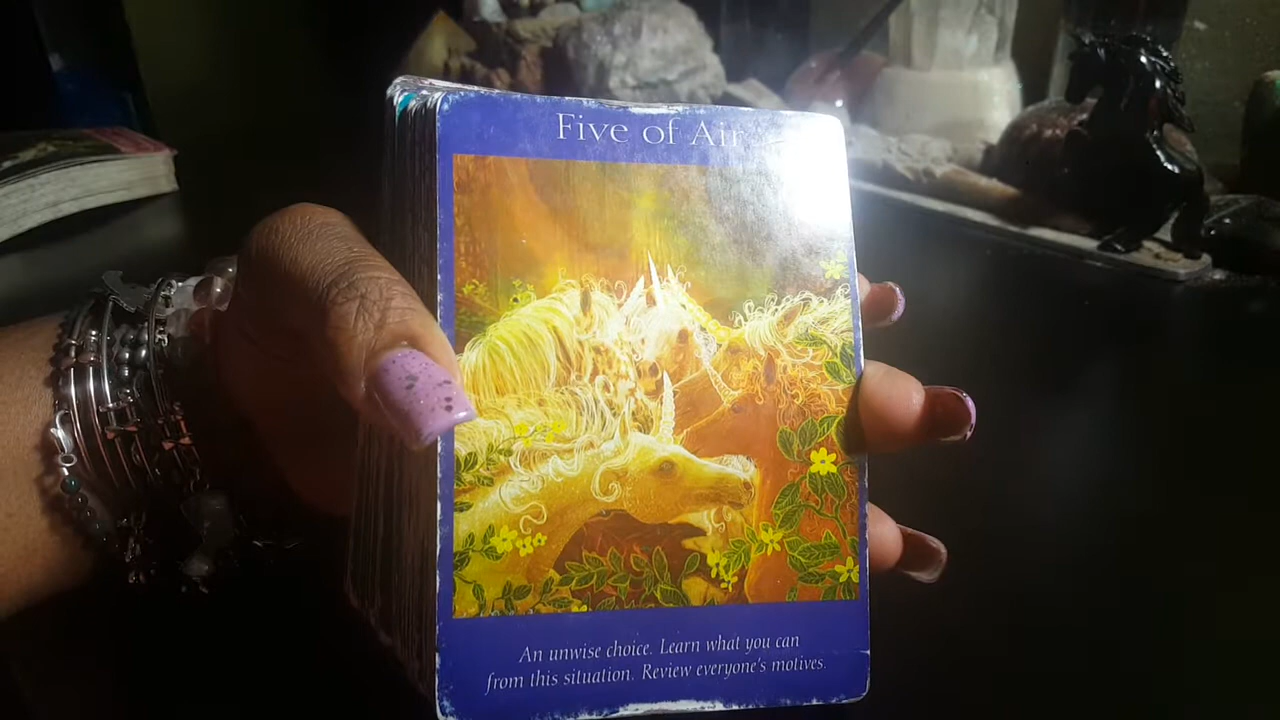 Five of Air
An unwise choice. Learn what you can
from this situation. Review everyone's motives.